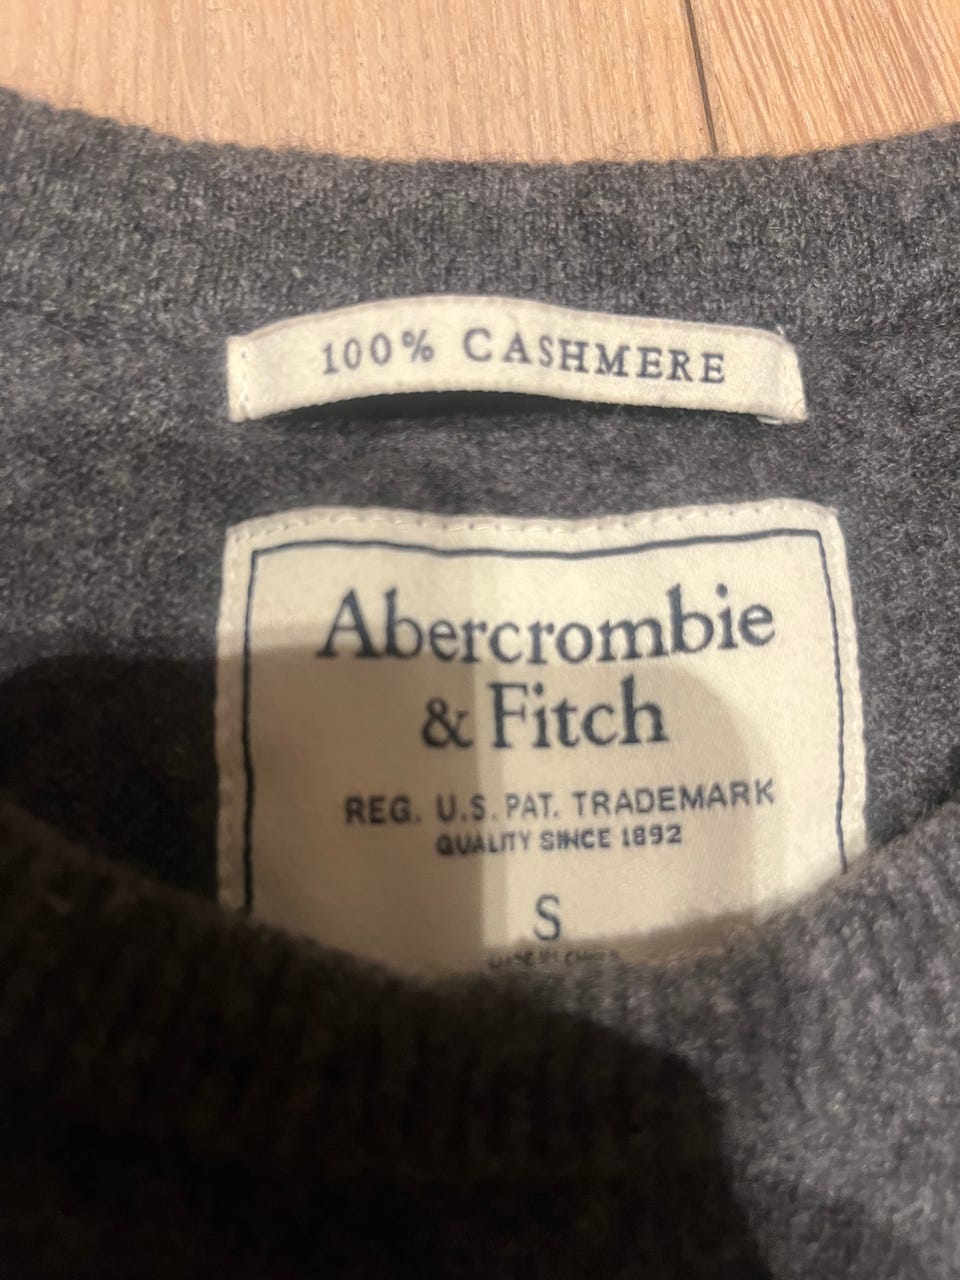 100% CASHMERE
Abercrombie
& Fitch
REG. U.S. PAT. TRADEMARK
QUALITY SINCE 1892
S